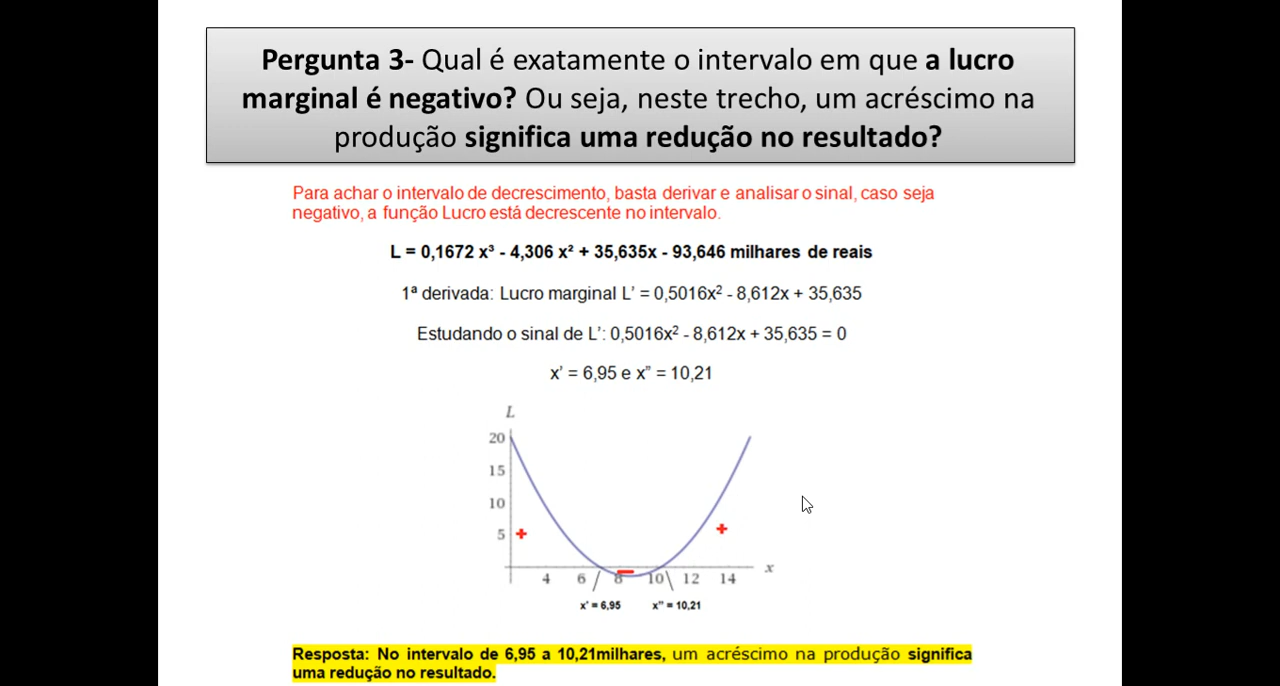 Pergunta 3- Qual é exatamente o intervalo em que a lucro
marginal é negativo? Ou seja, neste trecho, um acréscimo na
produção significa uma redução no resultado?
Para achar o intervalo de decrescimento, basta derivar e analisar o sinal, caso seja
negativo, a função Lucro está decrescente no intervalo.
L = 0,1672 x³ - 4,306 x² + 35,635x - 93,646 milhares de reais
1ª derivada: Lucro marginal L’ = 0,5016x² - 8,612x + 35,635
Estudando o sinal de L’: 0,5016x² - 8,612x + 35,635 = 0
x’ = 6,95 e x” = 10,21
L
20
15
10
5 + +
4 6 8 10 12 14 x
x’ = 6,95 x” = 10,21
Resposta: No intervalo de 6,95 a 10,21milhares, um acréscimo na produção significa
uma redução no resultado.